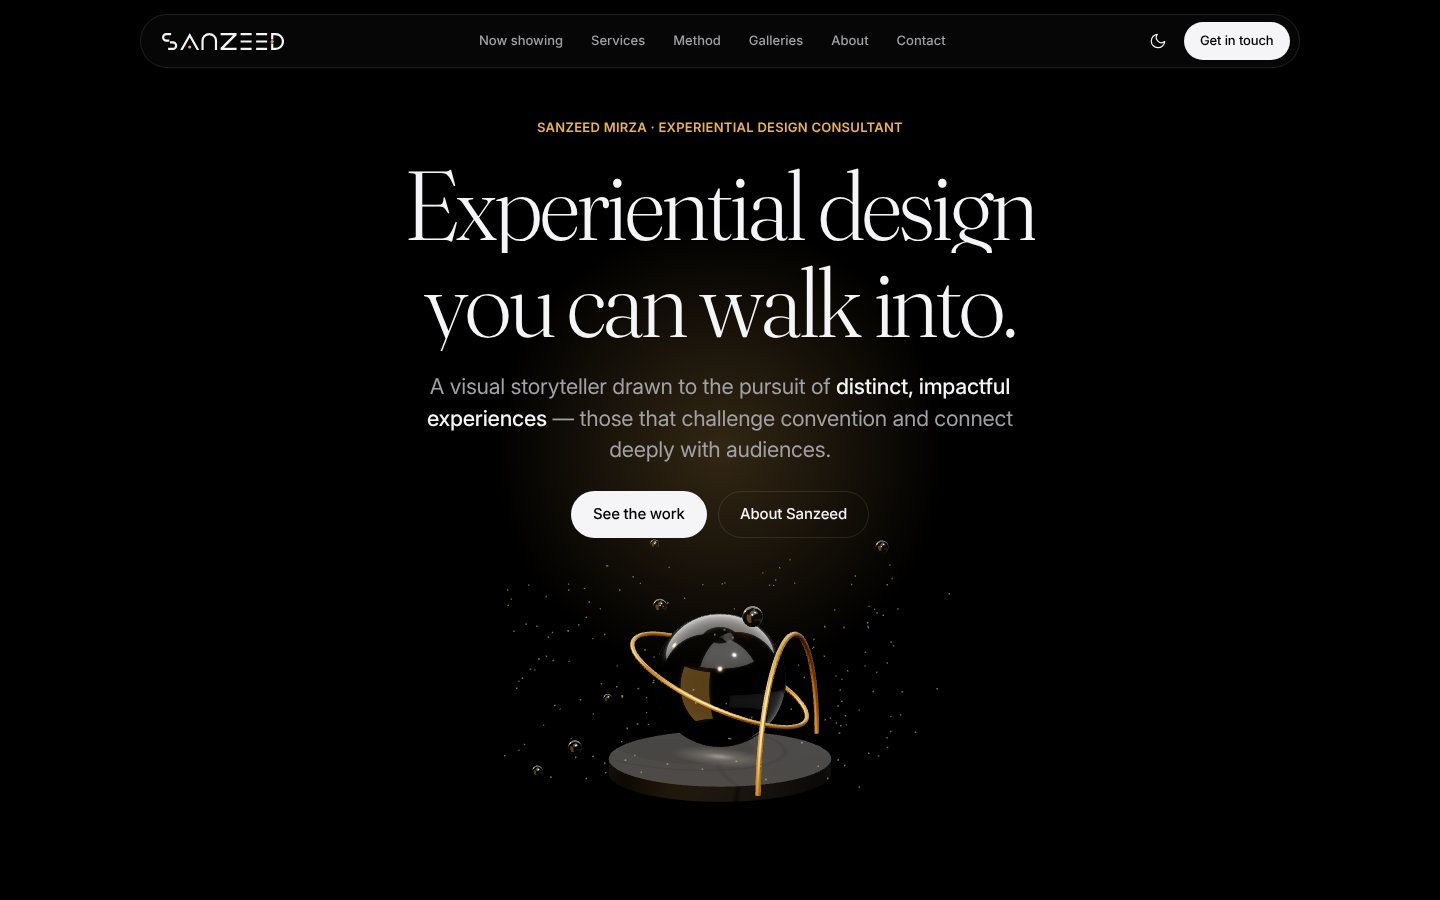 SANZEED
Now showing
Services
Method
Galleries
About
Contact
Get in touch
SANZEED MIRZA · EXPERIENTIAL DESIGN CONSULTANT
Experiential design
you can walk into.
A visual storyteller drawn to the pursuit of distinct, impactful
experiences — those that challenge convention and connect
deeply with audiences.
See the work
About Sanzeed